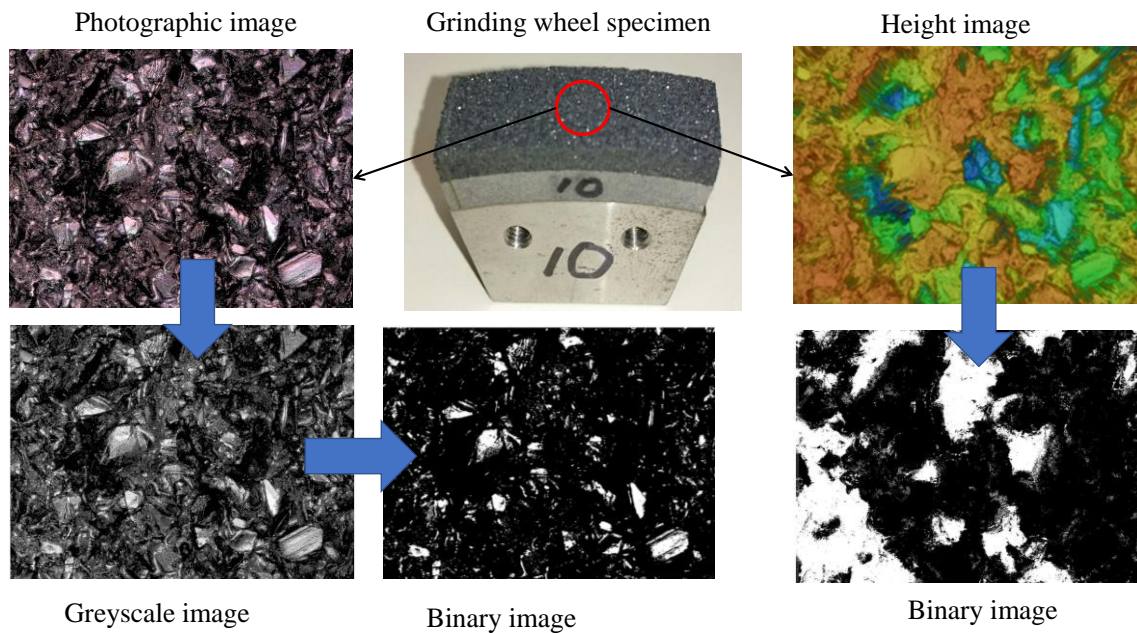 Photographic image
Grinding wheel specimen
Height image
10
10
Greyscale image
Binary image
Binary image